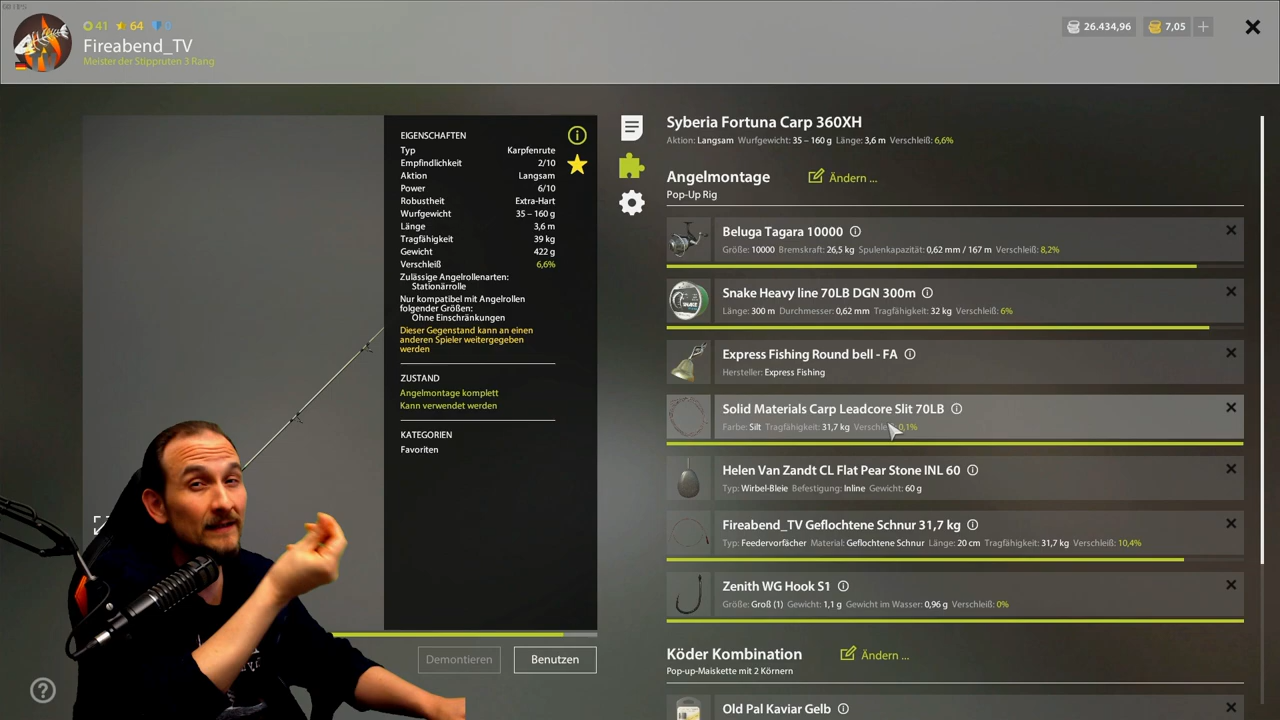 60 FPS
41 64 0
Fireabend_TV
Meister der Stippruten 3 Rang
26.434,96 7,05 +
EIGENSCHAFTEN
Typ Karpfenrute
Empfindlichkeit 2/10
Aktion Langsam
Power 6/10
Robustheit Extra-Hart
Wurfgewicht 35 – 160 g
Länge 3,6 m
Tragfähigkeit 39 kg
Gewicht 422 g
Verschleiß 6,6%
Zulässige Angelrollenarten:
Stationärrolle
Nur kompatibel mit Angelrollen
folgender Größen:
Ohne Einschränkungen
Dieser Gegenstand kann an einen
anderen Spieler weitergegeben
werden
ZUSTAND
Angelmontage komplett
Kann verwendet werden
KATEGORIEN
Favoriten
Demontieren Benutzen
Syberia Fortuna Carp 360XH
Aktion: Langsam Wurfgewicht: 35 – 160 g Länge: 3,6 m Verschleiß: 6,6%
Angelmontage Ändern ...
Pop-Up Rig
Beluga Tagara 10000
Größe: 10000 Bremskraft: 26,5 kg Spulenkapazität: 0,62 mm / 167 m Verschleiß: 8,2%
Snake Heavy line 70LB DGN 300m
Länge: 300 m Durchmesser: 0,62 mm Tragfähigkeit: 32 kg Verschleiß: 6%
Express Fishing Round bell - FA
Hersteller: Express Fishing
Solid Materials Carp Leadcore Slit 70LB
Farbe: Silt Tragfähigkeit: 31,7 kg 0,1%
Helen Van Zandt CL Flat Pear Stone INL 60
Typ: Wirbel-Bleie Befestigung: Inline Gewicht: 60 g
Fireabend_TV Geflochtene Schnur 31,7 kg
Typ: Feedervorfächer Material: Geflochtene Schnur Länge: 20 cm Tragfähigkeit: 31,7 kg Verschleiß: 10,4%
Zenith WG Hook S1
Größe: Groß (1) Gewicht: 1,1 g Gewicht im Wasser: 0,96 g Verschleiß: 0%
Köder Kombination Ändern ...
Pop-up-Maiskette mit 2 Körnern
Old Pal Kaviar Gelb